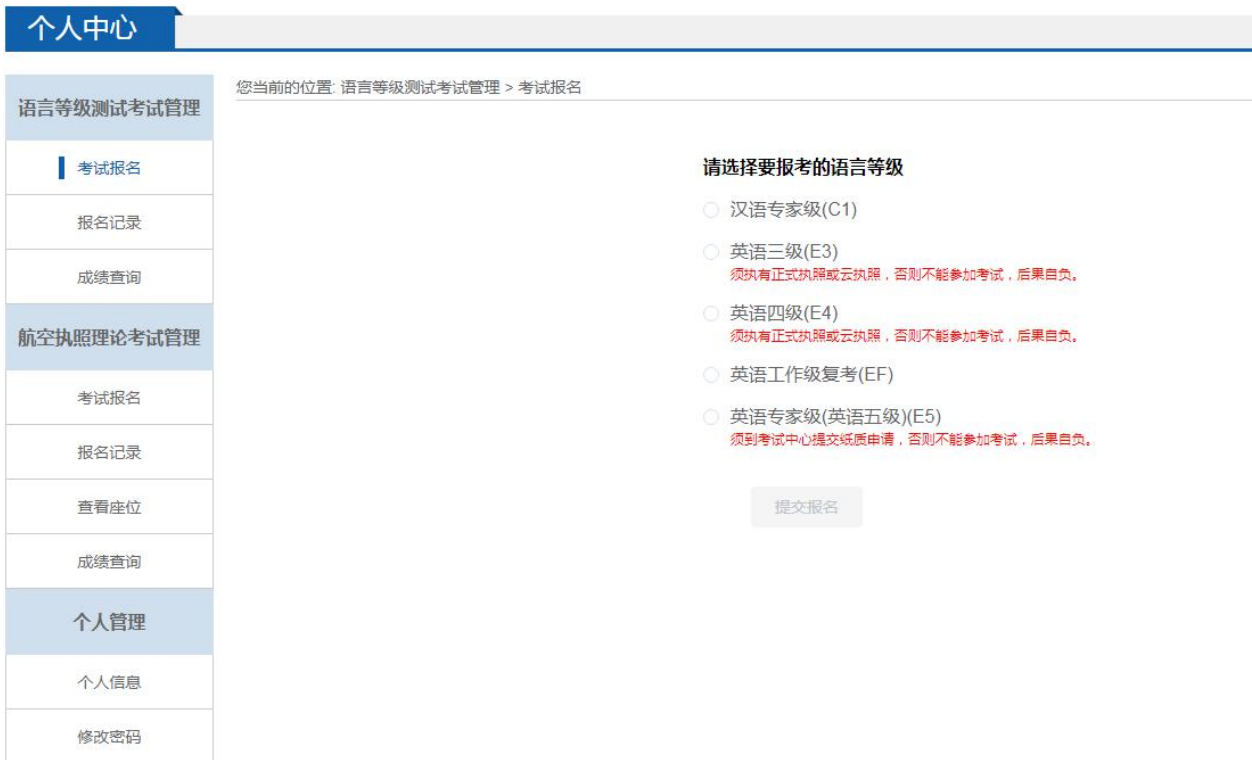 个人中心
您当前的位置: 语言等级测试考试管理 > 考试报名
语言等级测试考试管理
考试报名
报名记录
成绩查询
航空执照理论考试管理
考试报名
报名记录
查看座位
成绩查询
个人管理
个人信息
修改密码
请选择要报考的语言等级
汉语专家级(C1)
英语三级(E3)
须执有正式执照或云执照，否则不能参加考试，后果自负。
英语四级(E4)
须执有正式执照或云执照，否则不能参加考试，后果自负。
英语工作级复考(EF)
英语专家级(英语五级)(E5)
须到考试中心提交纸质申请，否则不能参加考试，后果自负。
提交报名